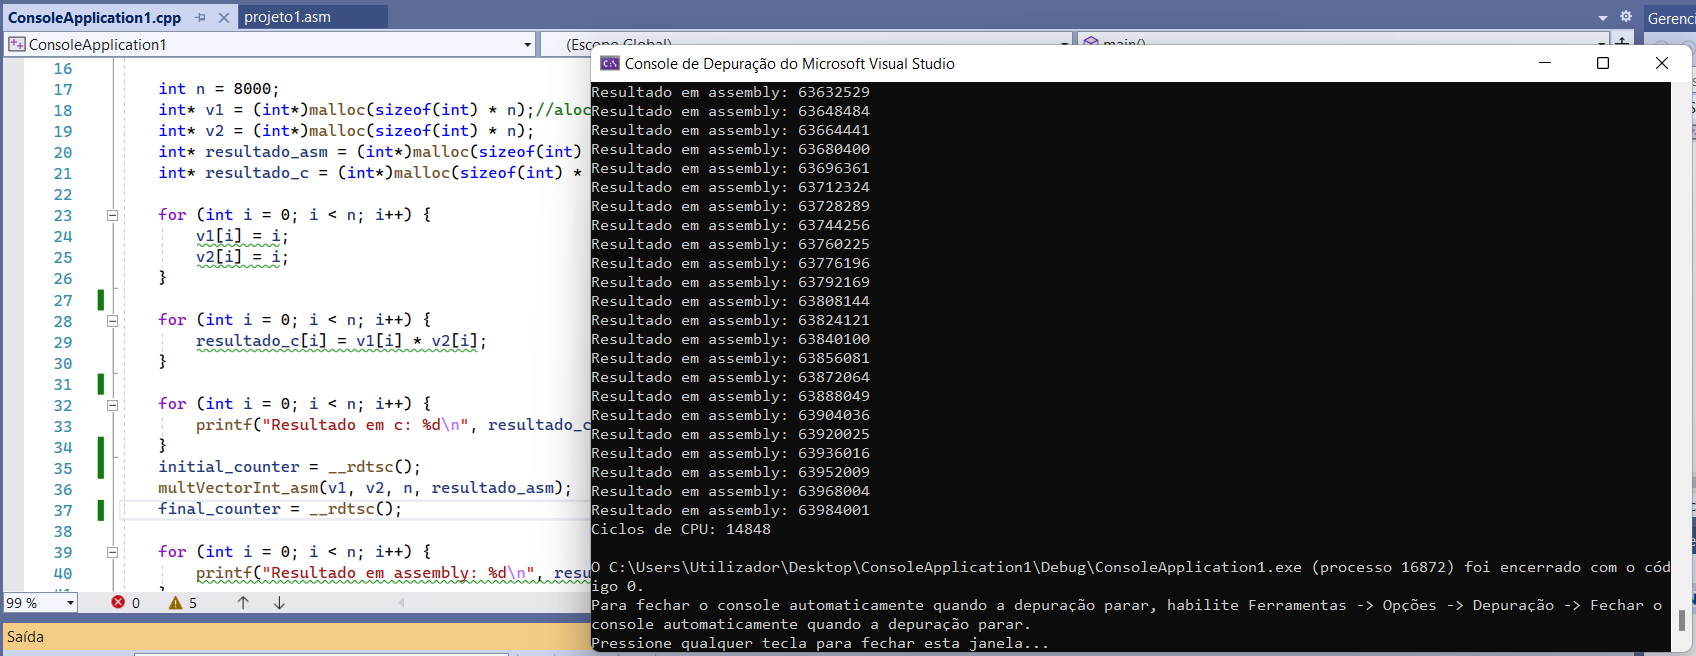 ConsoleApplication1.cpp projeto1.asm Gerenci
ConsoleApplication1 (Escopo Global) main()
16
17 int n = 8000;
18 int* v1 = (int*)malloc(sizeof(int) * n);//aloc
19 int* v2 = (int*)malloc(sizeof(int) * n);
20 int* resultado_asm = (int*)malloc(sizeof(int)
21 int* resultado_c = (int*)malloc(sizeof(int) *
22
23 for (int i = 0; i < n; i++) {
24 v1[i] = i;
25 v2[i] = i;
26 }
27
28 for (int i = 0; i < n; i++) {
29 resultado_c[i] = v1[i] * v2[i];
30 }
31
32 for (int i = 0; i < n; i++) {
33 printf("Resultado em c: %d\n", resultado_c
34 }
35 initial_counter = __rdtsc();
36 multVectorInt_asm(v1, v2, n, resultado_asm);
37 final_counter = __rdtsc();
38
39 for (int i = 0; i < n; i++) {
40 printf("Resultado em assembly: %d\n", resu
99 % 0 5
Saída
Console de Depuração do Microsoft Visual Studio
Resultado em assembly: 63632529
Resultado em assembly: 63648484
Resultado em assembly: 63664441
Resultado em assembly: 63680400
Resultado em assembly: 63696361
Resultado em assembly: 63712324
Resultado em assembly: 63728289
Resultado em assembly: 63744256
Resultado em assembly: 63760225
Resultado em assembly: 63776196
Resultado em assembly: 63792169
Resultado em assembly: 63808144
Resultado em assembly: 63824121
Resultado em assembly: 63840100
Resultado em assembly: 63856081
Resultado em assembly: 63872064
Resultado em assembly: 63888049
Resultado em assembly: 63904036
Resultado em assembly: 63920025
Resultado em assembly: 63936016
Resultado em assembly: 63952009
Resultado em assembly: 63968004
Resultado em assembly: 63984001
Ciclos de CPU: 14848
O C:\Users\Utilizador\Desktop\ConsoleApplication1\Debug\ConsoleApplication1.exe (processo 16872) foi encerrado com o cód
igo 0.
Para fechar o console automaticamente quando a depuração parar, habilite Ferramentas -> Opções -> Depuração -> Fechar o
console automaticamente quando a depuração parar.
Pressione qualquer tecla para fechar esta janela...